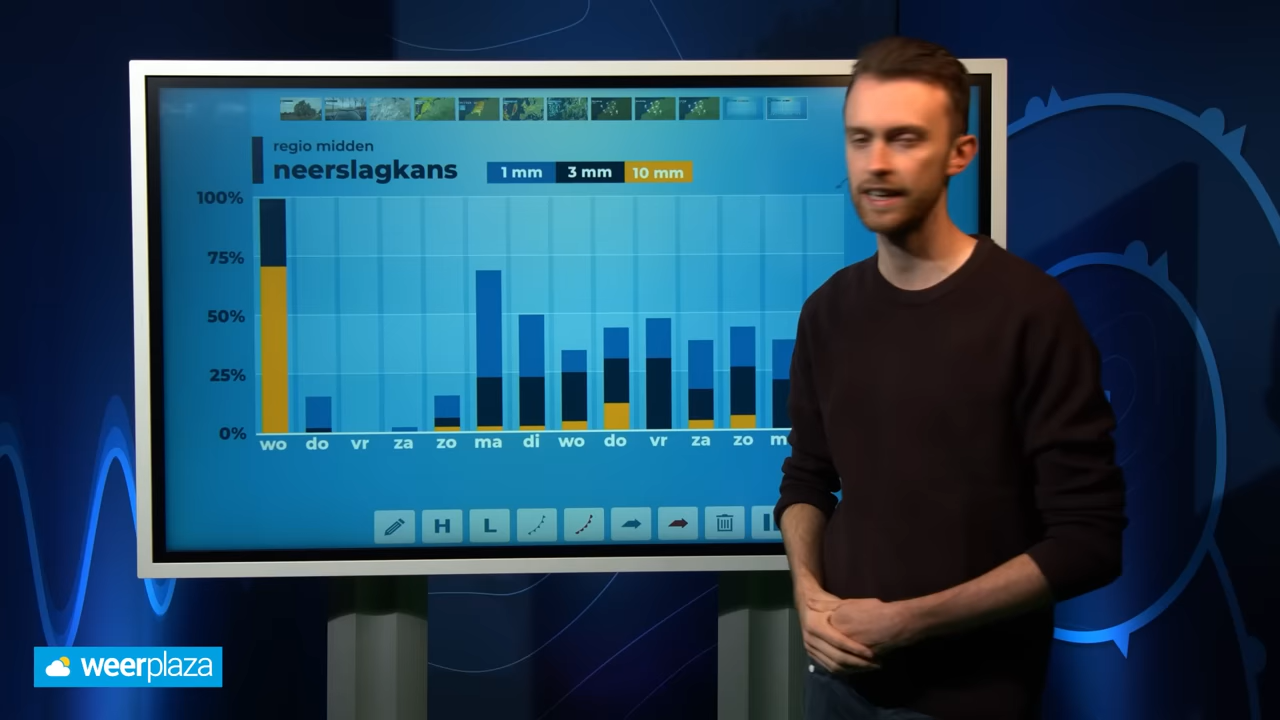 regio midden
neerslagkans
1 mm 3 mm 10 mm
100%
75%
50%
25%
0%
wo do vr za zo ma di wo do vr za zo m
H L
weerplaza